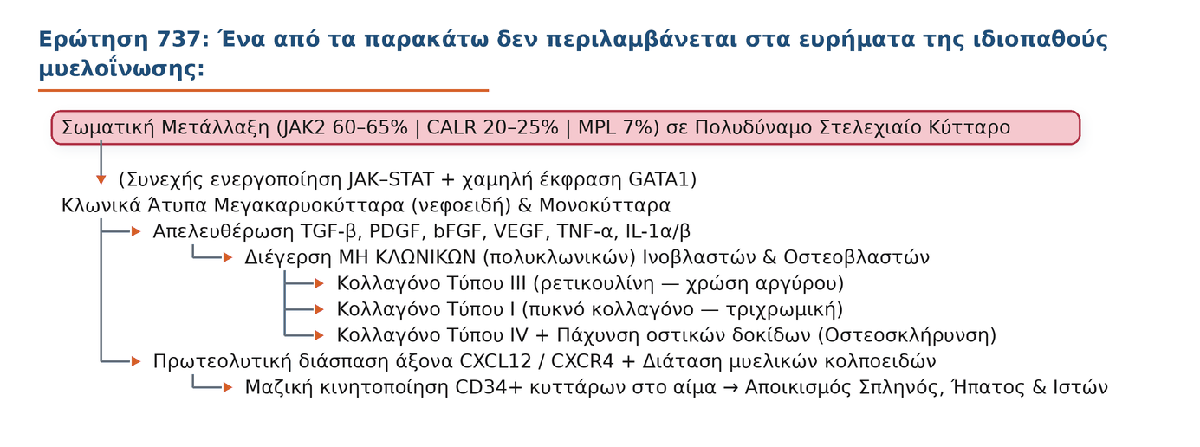 Ερώτηση 737: Ένα από τα παρακάτω δεν περιλαμβάνεται στα ευρήματα της ιδιοπαθούς
μυελοΐνωσης:
Σωματική Μετάλλαξη (JAK2 60–65% | CALR 20–25% | MPL 7%) σε Πολυδύναμο Στελεχιαίο Κύτταρο
(Συνεχής ενεργοποίηση JAK–STAT + χαμηλή έκφραση GATA1)
Κλωνικά Άτυπα Μεγακαρυοκύτταρα (νεφοειδή) & Μονοκύτταρα
Απελευθέρωση TGF-β, PDGF, bFGF, VEGF, TNF-α, IL-1α/β
Διέγερση ΜΗ ΚΛΩΝΙΚΩΝ (πολυκλωνικών) Ινοβλαστών & Οστεοβλαστών
Κολλαγόνο Τύπου III (ρετικουλίνη — χρώση αργύρου)
Κολλαγόνο Τύπου I (πυκνό κολλαγόνο — τριχρωμική)
Κολλαγόνο Τύπου IV + Πάχυνση οστικών δοκίδων (Οστεοσκλήρυνση)
Πρωτεολυτική διάσπαση άξονα CXCL12 / CXCR4 + Διάταση μυελικών κολποειδών
Μαζική κινητοποίηση CD34+ κυττάρων στο αίμα → Αποικισμός Σπληνός, Ήπατος & Ιστών